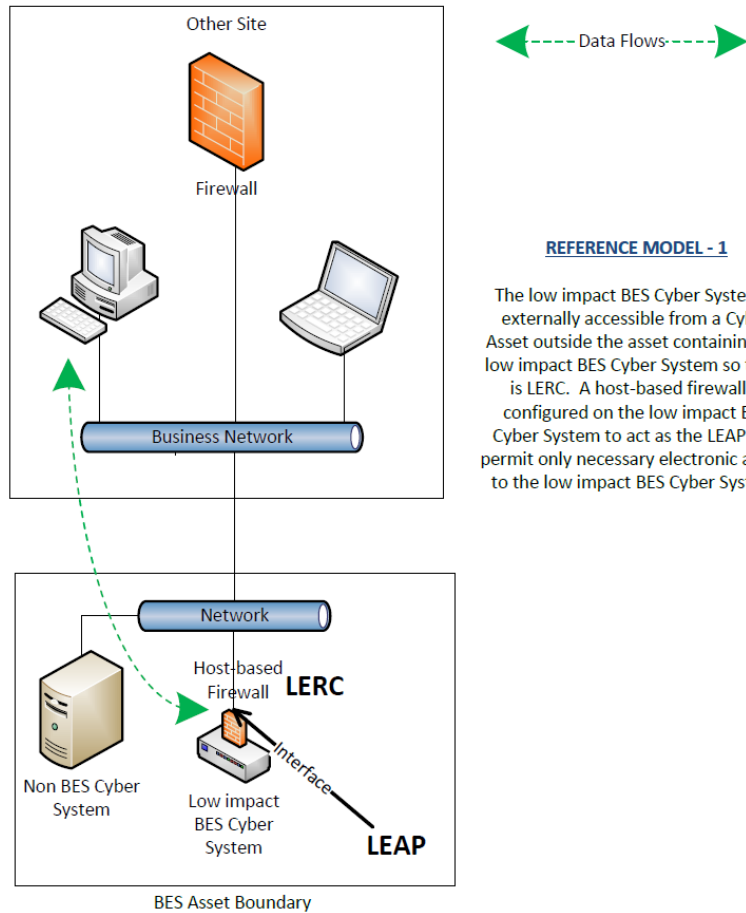 Other Site
Data Flows
Firewall
REFERENCE MODEL - 1
The low impact BES Cyber System
externally accessible from a
Asset outside the asset
low impact BES Cyber System so
is LERC. A host-based firewall
configured on the low impact
Cyber System to act as the LEAP
permit only necessary electronic
to the low impact BES Cyber
Business Network
Network
Host-based
Firewall
LERC
Interface
Non BES Cyber
System
Low impact
BES Cyber
System
LEAP
BES Asset Boundary